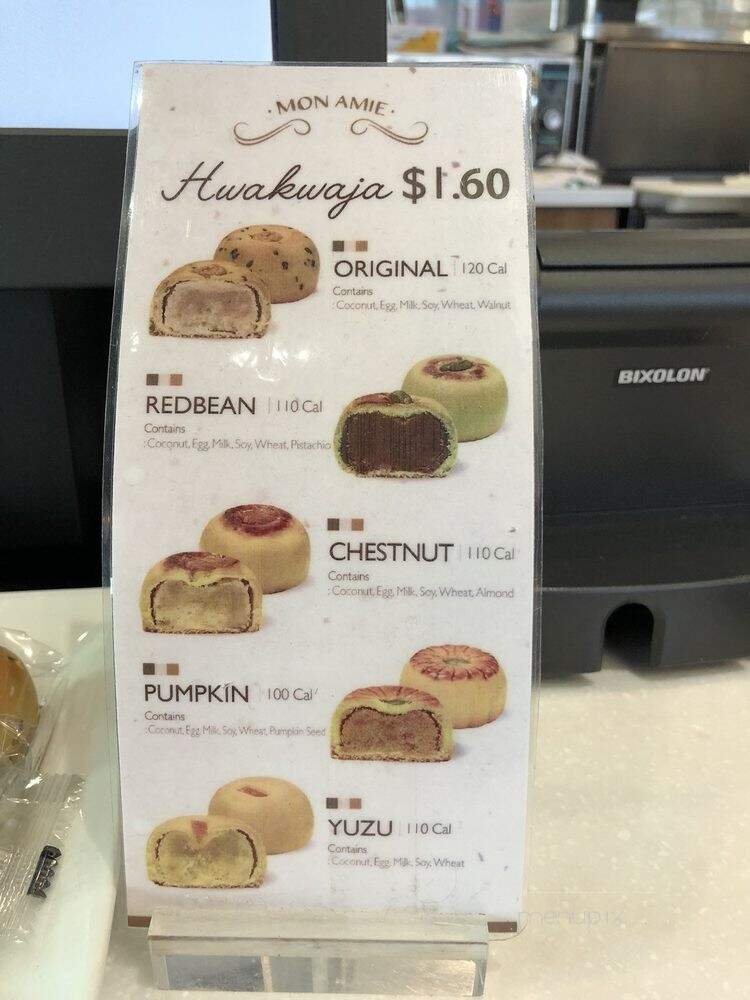 · MON AMIE ·
Hwakwaja $1.60
ORIGINAL | 120 Cal
Contains
: Coconut, Egg, Milk, Soy, Wheat, Walnut
BIXOLON
REDBEAN | 110 Cal
Contains
: Coconut, Egg, Milk, Soy, Wheat, Pistachio
CHESTNUT | 110 Cal
Contains
: Coconut, Egg, Milk, Soy, Wheat, Almond
PUMPKIN 100 Cal
Contains
: Coconut, Egg, Milk, Soy, Wheat, Pumpkin Seed
YUZU | 110 Cal
Contains
: Coconut, Egg, Milk, Soy, Wheat
menupix